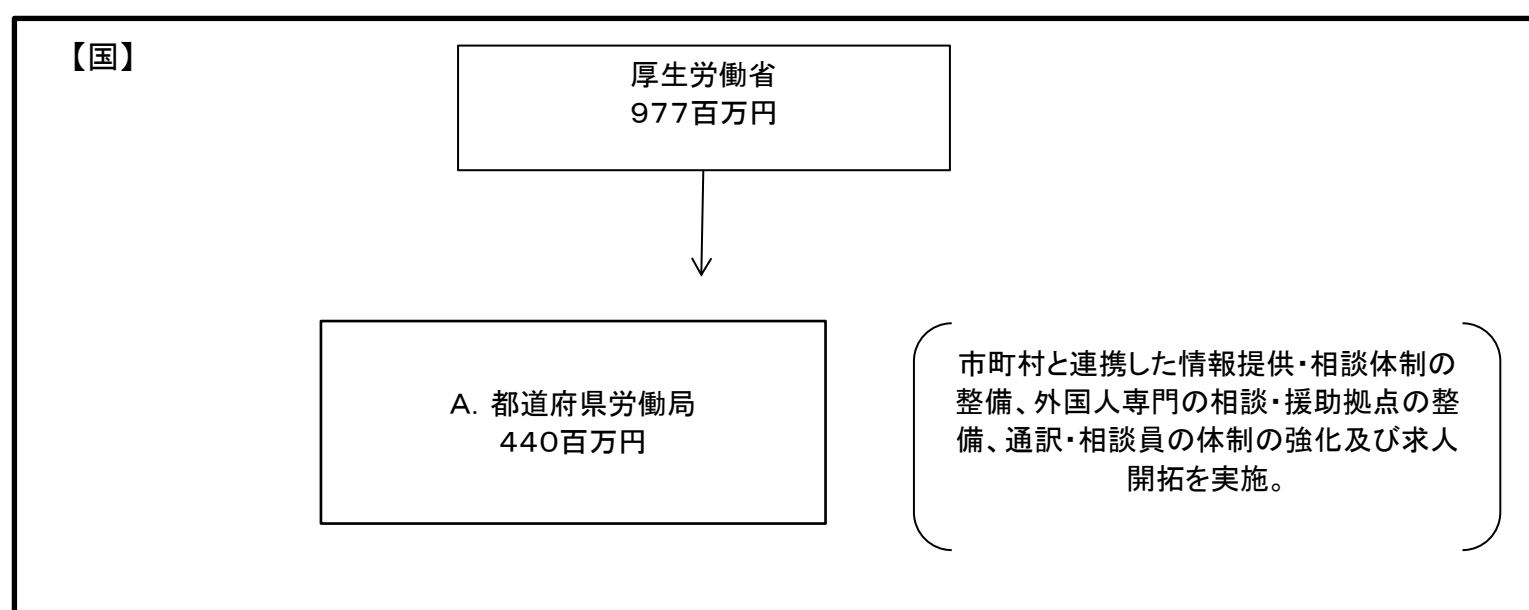 【国】
厚生労働省
977百万円
A．都道府県労働局
440百万円
市町村と連携した情報提供・相談体制の
整備、外国人専門の相談・援助拠点の整
備、通訳・相談員の体制の強化及び求人
開拓を実施。